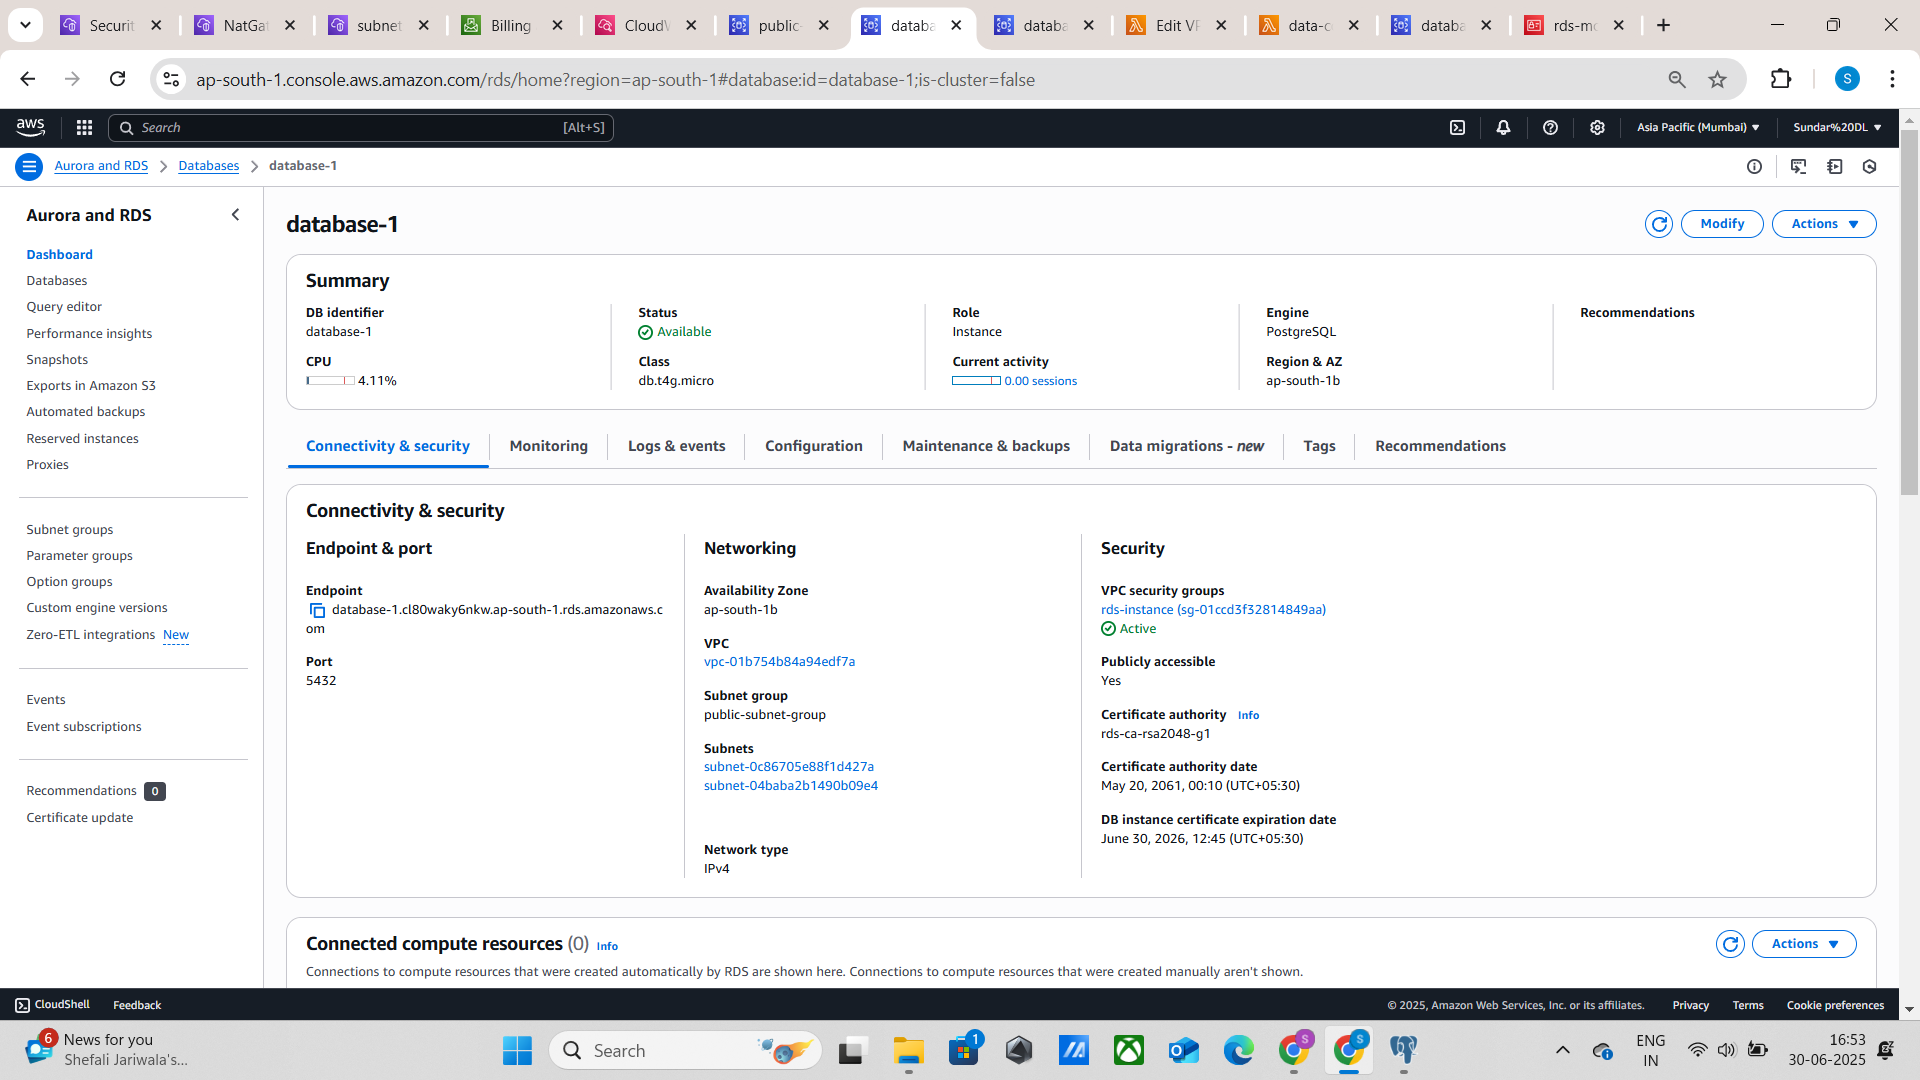 Securit
NatGat
subnet
Billing
CloudW
public-
databa
databa
Edit VP
data-c
databa
rds-mo
ap-south-1.console.aws.amazon.com/rds/home?region=ap-south-1#database:id=database-1;is-cluster=false
S
aws
Search
[Alt+S]
Asia Pacific (Mumbai)
Sundar%20DL
Aurora and RDS
Databases
database-1
Aurora and RDS
Dashboard
Databases
Query editor
Performance insights
Snapshots
Exports in Amazon S3
Automated backups
Reserved instances
Proxies
Subnet groups
Parameter groups
Option groups
Custom engine versions
Zero-ETL integrations New
Events
Event subscriptions
Recommendations 0
Certificate update
database-1
Modify
Actions
Summary
DB identifier
database-1
CPU
4.11%
Status
Available
Class
db.t4g.micro
Role
Instance
Current activity
0.00 sessions
Engine
PostgreSQL
Region & AZ
ap-south-1b
Recommendations
Connectivity & security
Monitoring
Logs & events
Configuration
Maintenance & backups
Data migrations - new
Tags
Recommendations
Connectivity & security
Endpoint & port
Endpoint
database-1.cl80waky6nkw.ap-south-1.rds.amazonaws.c
om
Port
5432
Networking
Availability Zone
ap-south-1b
VPC
vpc-01b754b84a94edf7a
Subnet group
public-subnet-group
Subnets
subnet-0c86705e88f1d427a
subnet-04baba2b1490b09e4
Network type
IPv4
Security
VPC security groups
rds-instance (sg-01ccd3f32814849aa)
Active
Publicly accessible
Yes
Certificate authority Info
rds-ca-rsa2048-g1
Certificate authority date
May 20, 2061, 00:10 (UTC+05:30)
DB instance certificate expiration date
June 30, 2026, 12:45 (UTC+05:30)
Connected compute resources (0) Info
Actions
Connections to compute resources that were created automatically by RDS are shown here. Connections to compute resources that were created manually aren't shown.
CloudShell
Feedback
© 2025, Amazon Web Services, Inc. or its affiliates.
Privacy
Terms
Cookie preferences
6
News for you
Shefali Jariwala's...
Search
1
S
S
ENG
IN
16:53
30-06-2025